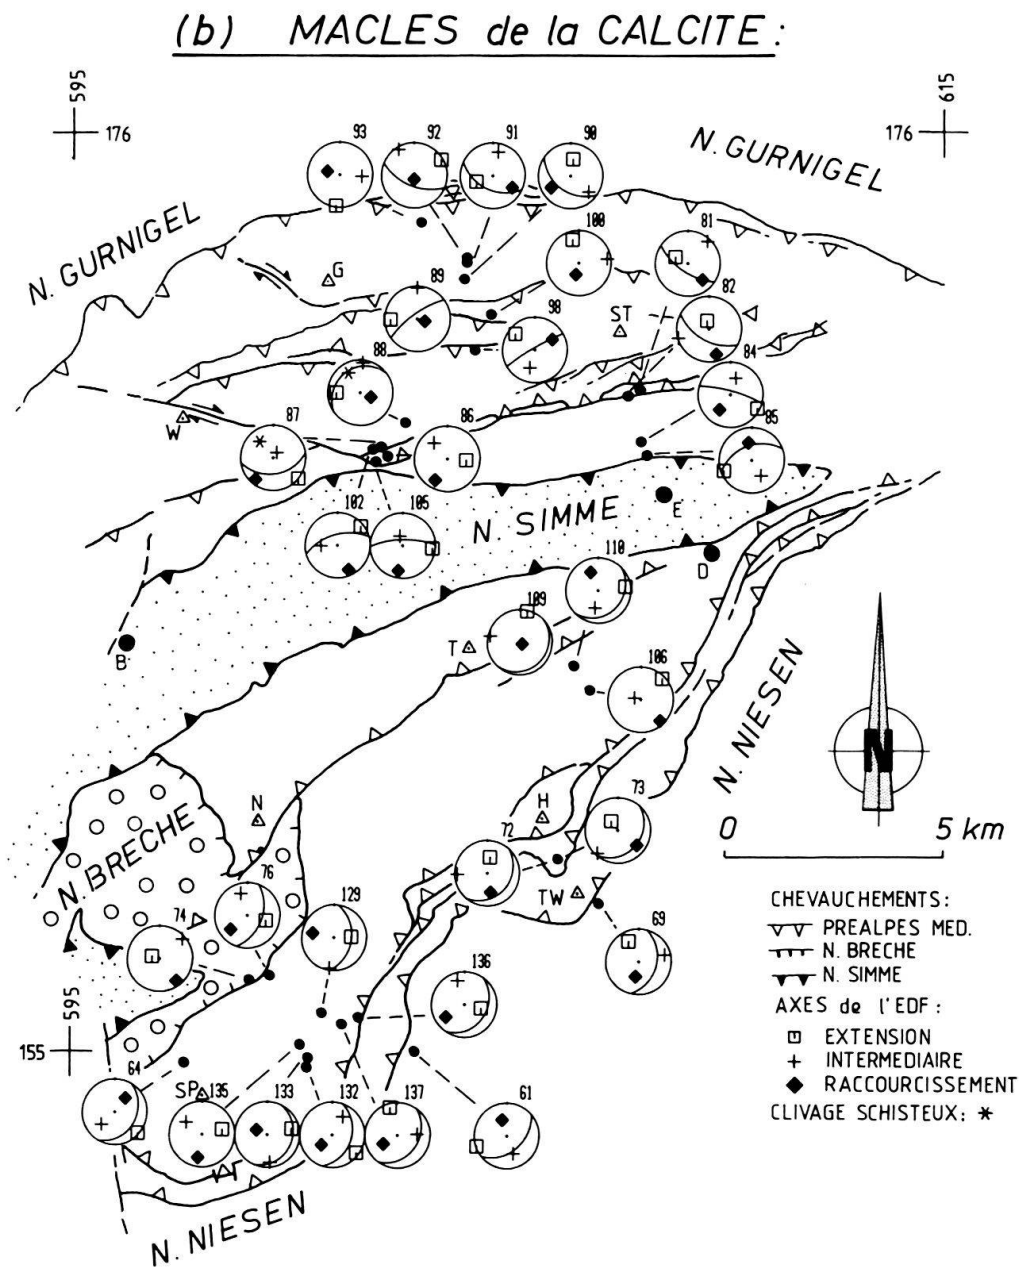 (b) MACLES de la CALCITE:
595
176
615
176
N. GURNIGEL
N. GURNIGEL
93
92
91
90
100
81
G
89
98
ST
82
88
84
W
87
86
85
102
105
N. SIMME
E
110
D
B
109
T
106
N. NIESEN
N
N
H
73
0 5 km
N. BRECHE
72
76
129
TW
74
69
136
595
155
64
SP
135
133
132
137
61
N. NIESEN
CHEVAUCHEMENTS:
PREALPES MED.
N. BRECHE
N. SIMME
AXES de l'EDF:
EXTENSION
INTERMEDIAIRE
RACCOURCISSEMENT
CLIVAGE SCHISTEUX: *